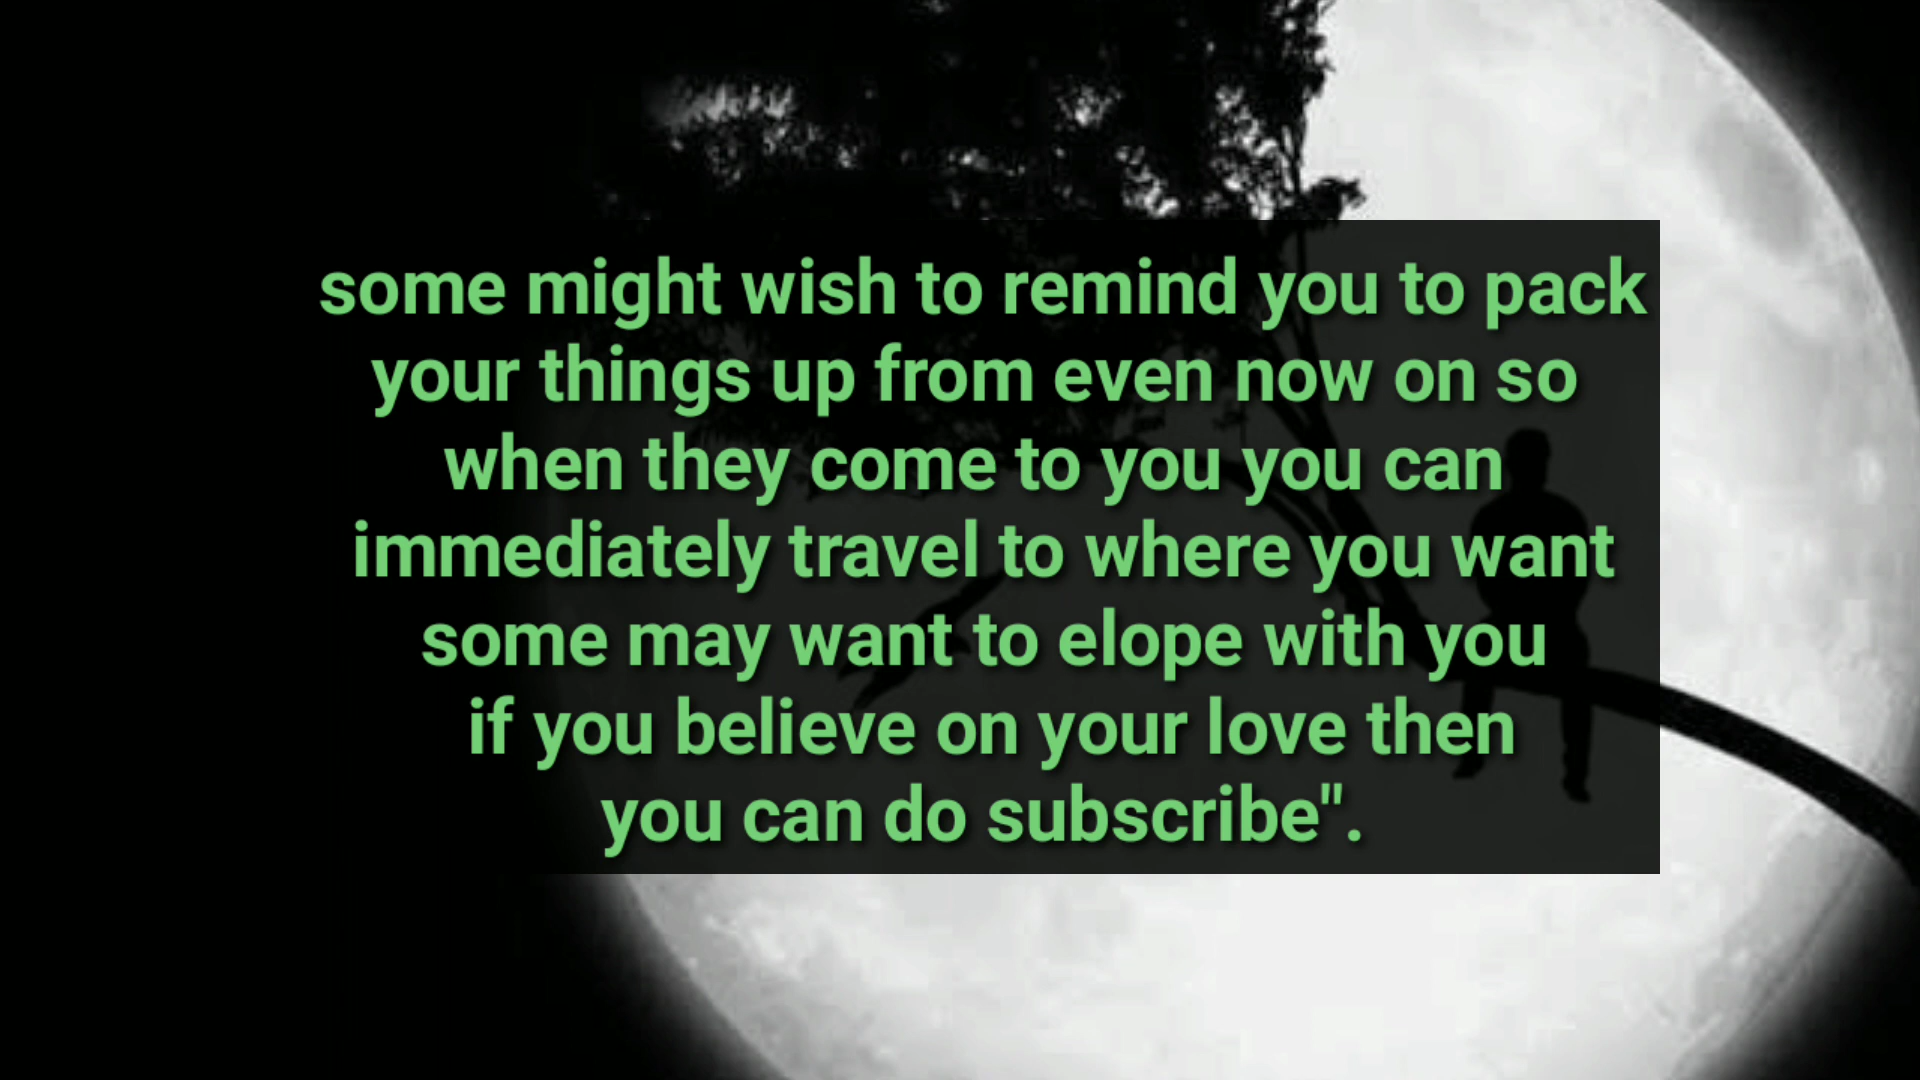 some might wish to remind you to pack
your things up from even now on so
when they come to you you can
immediately travel to where you want
some may want to elope with you
if you believe on your love then
you can do subscribe".